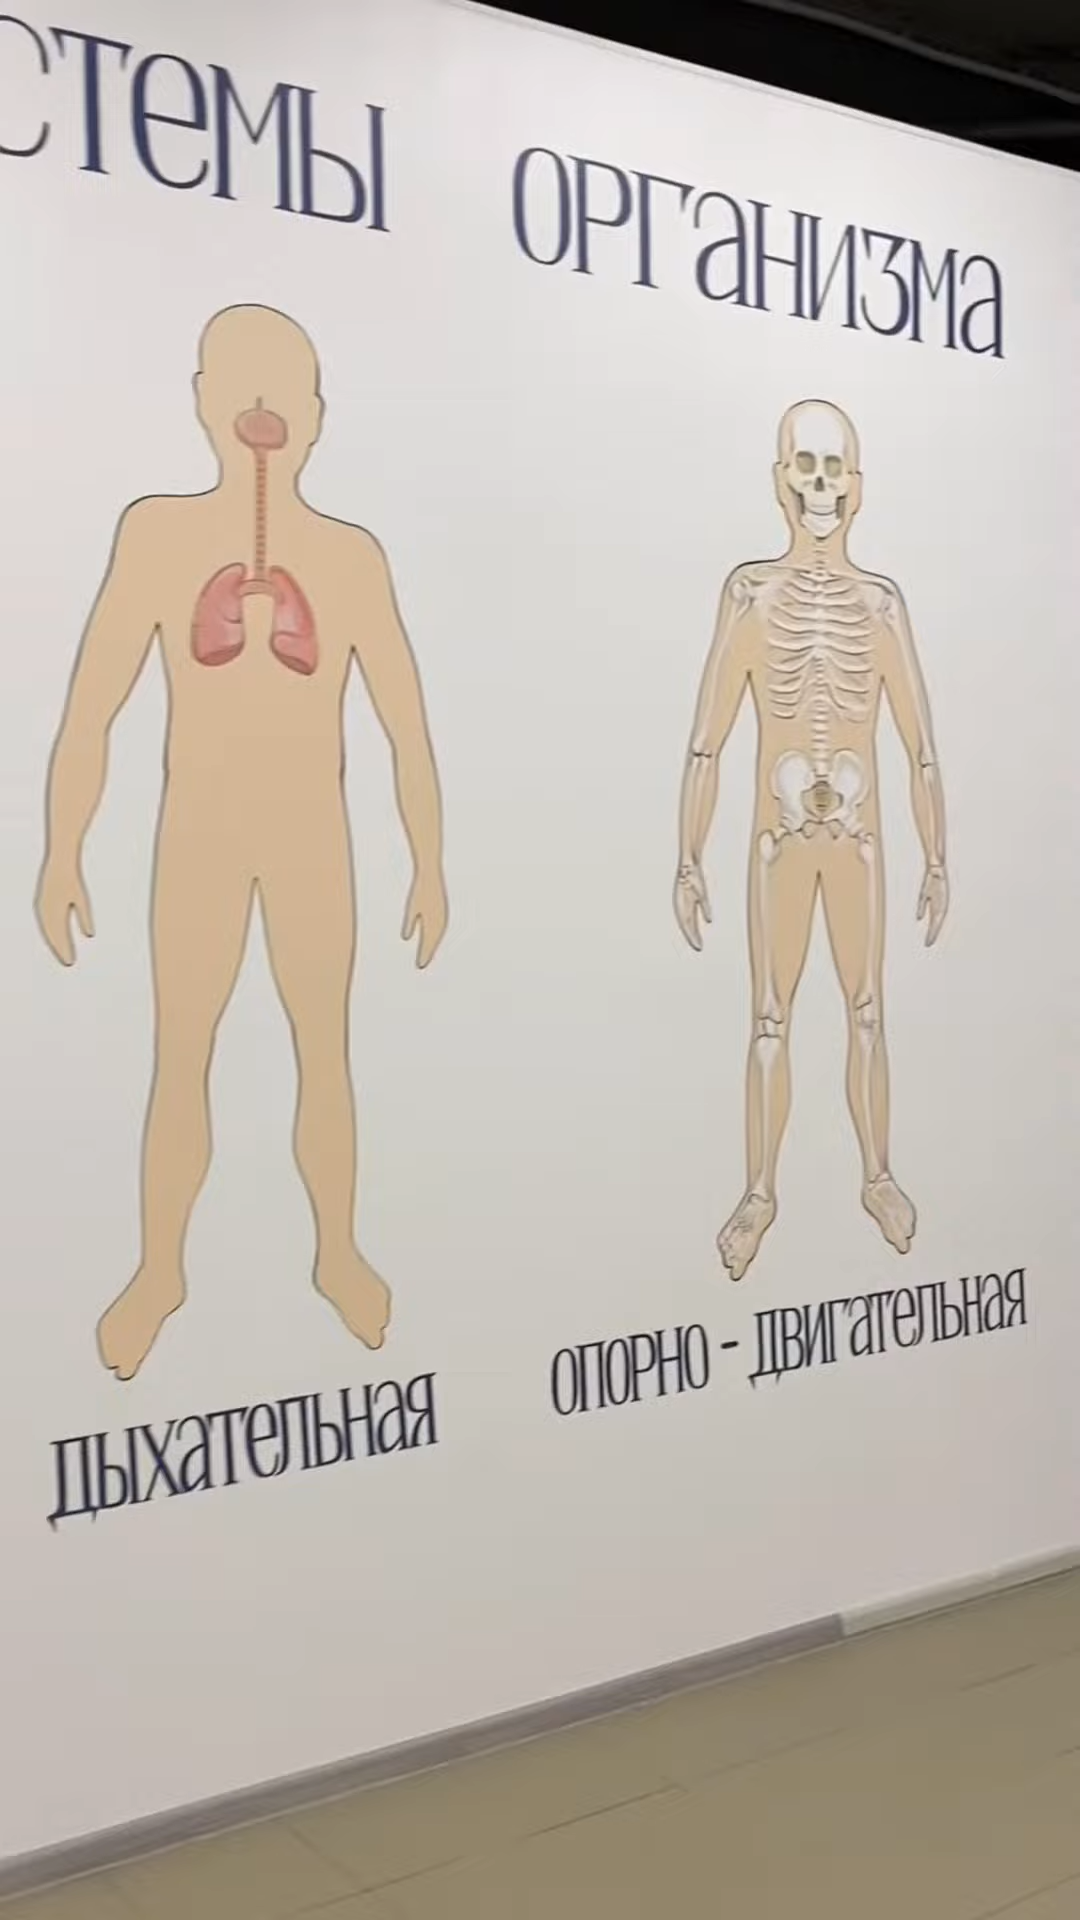 стемы организма
дыхательная
опорно - двигательная